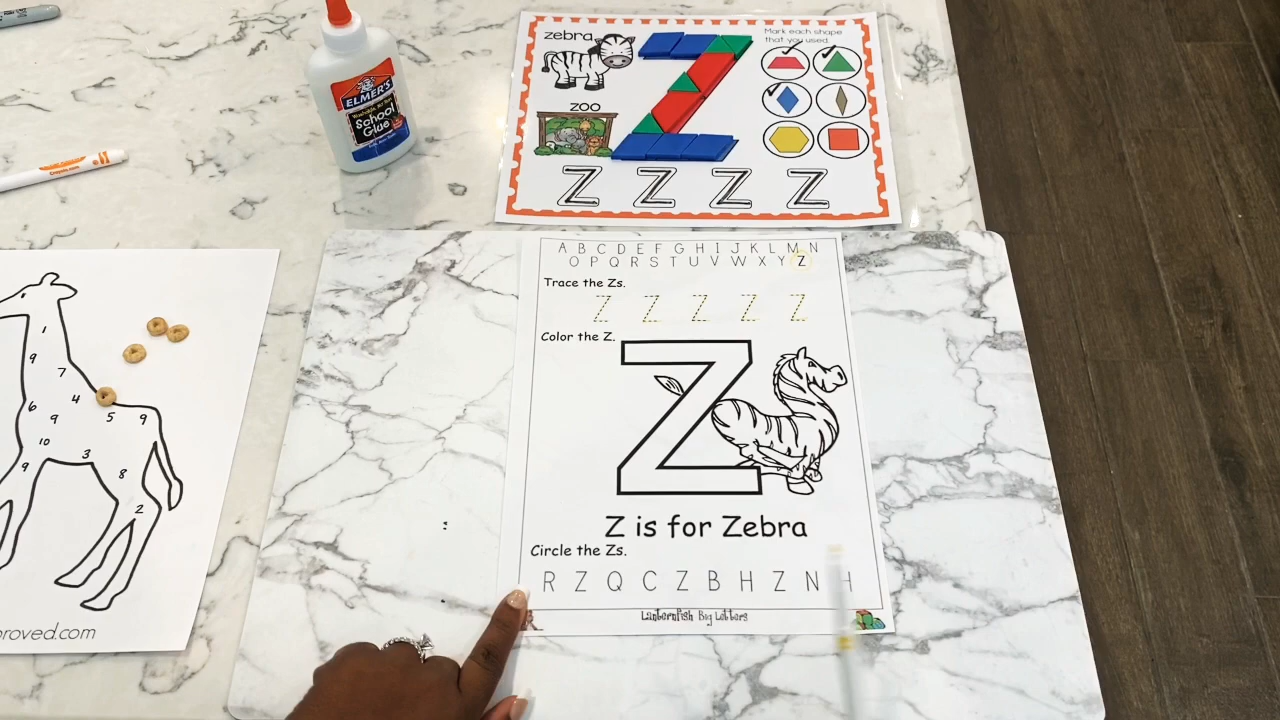 zebra
zoo
Mark each shape
that you used.
Z Z Z Z
ELMER'S
School
Glue
Crayola
A B C D E F G H I J K L M N
O P Q R S T U V W X Y Z
Trace the Zs.
Z Z Z Z Z
Color the Z.
Z
Z is for Zebra
Circle the Zs.
R Z Q C Z B H Z N H
Lanternfish Big Letters
1
9
7
4
6
9
5
9
10
3
9
8
2
proved.com